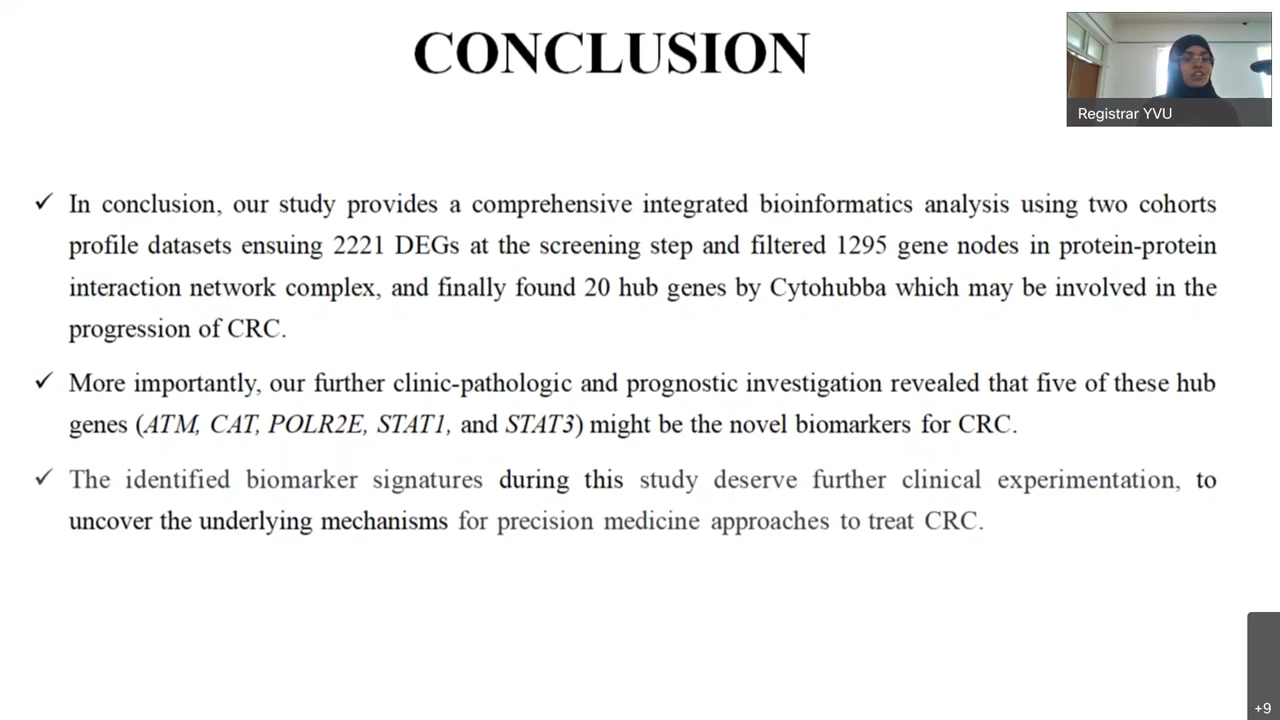 CONCLUSION
Registrar YVU
✓ In conclusion, our study provides a comprehensive integrated bioinformatics analysis using two cohorts
profile datasets ensuing 2221 DEGs at the screening step and filtered 1295 gene nodes in protein-protein
interaction network complex, and finally found 20 hub genes by Cytohubba which may be involved in the
progression of CRC.
✓ More importantly, our further clinic-pathologic and prognostic investigation revealed that five of these hub
genes (ATM, CAT, POLR2E, STAT1, and STAT3) might be the novel biomarkers for CRC.
✓ The identified biomarker signatures during this study deserve further clinical experimentation, to
uncover the underlying mechanisms for precision medicine approaches to treat CRC.
+9